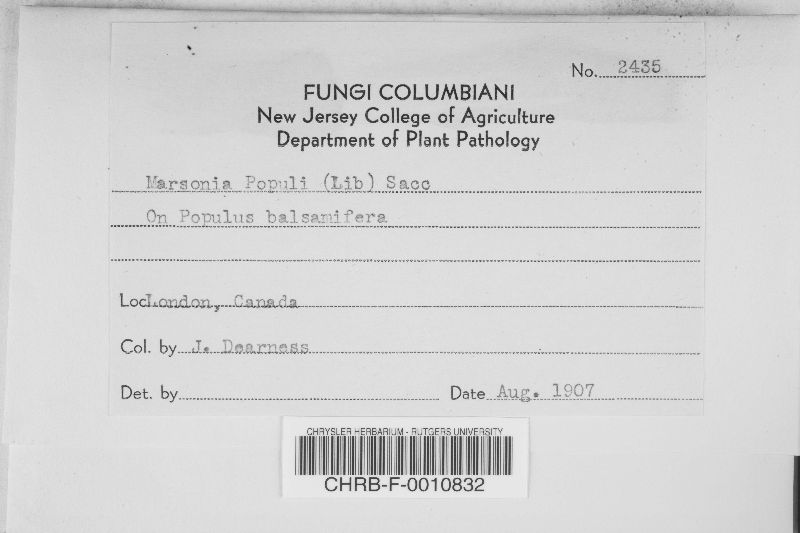 No. 2435
FUNGI COLUMBIANI
New Jersey College of Agriculture
Department of Plant Pathology
Marsonia Populi (Lib) Sacc
On Populus balsamifera
Loc. London, Canada
Col. by J. Dearness
Det. by
Date Aug. 1907
CHRYSLER HERBARIUM - RUTGERS UNIVERSITY
CHRB-F-0010832